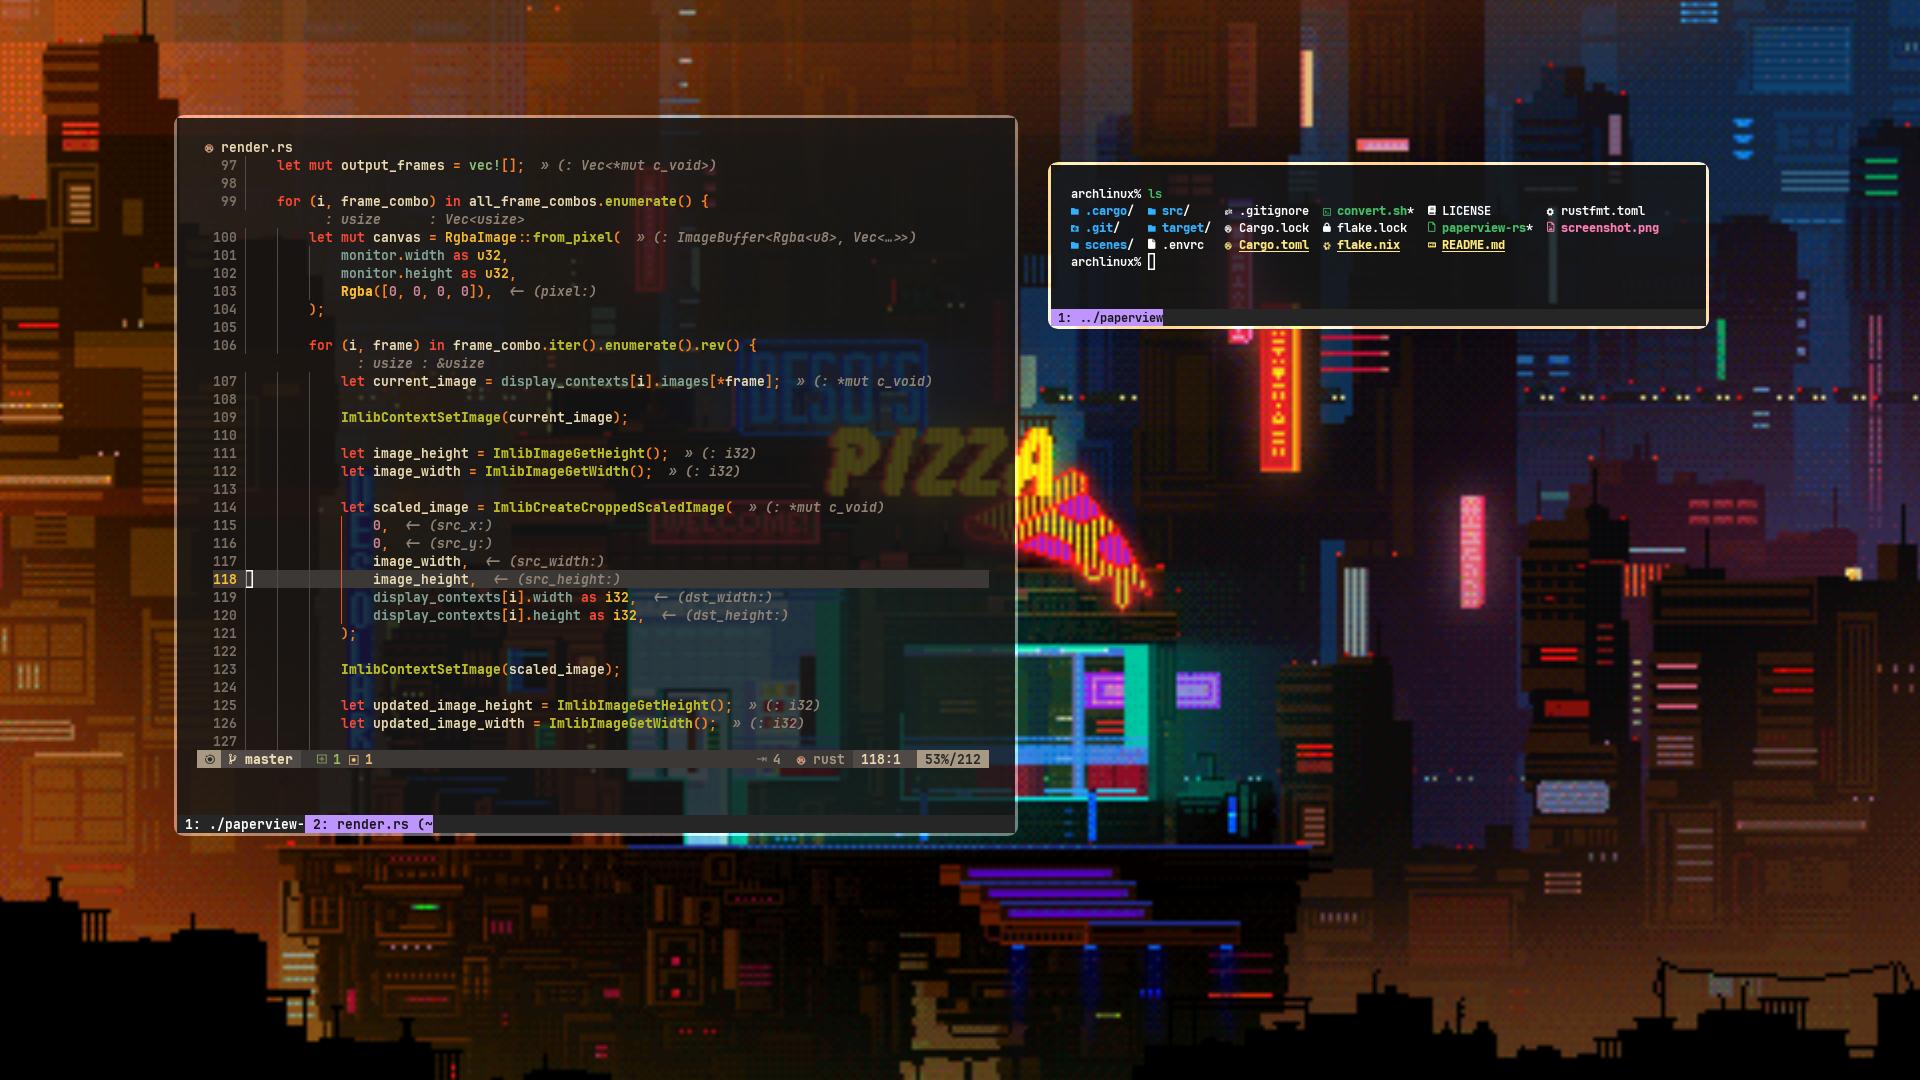 render.rs
97 let mut output_frames = vec![]; » (: Vec<*mut c_void>)
98
99 for (i, frame_combo) in all_frame_combos.enumerate() {
: usize : Vec<usize>
100 let mut canvas = RgbaImage::from_pixel( » (: ImageBuffer<Rgba<u8>, Vec<…>>)
101 monitor.width as u32,
102 monitor.height as u32,
103 Rgba([0, 0, 0, 0]), <- (pixel:)
104 );
105
106 for (i, frame) in frame_combo.iter().enumerate().rev() {
: usize : &usize
107 let current_image = display_contexts[i].images[*frame]; » (: *mut c_void)
108
109 ImlibContextSetImage(current_image);
110
111 let image_height = ImlibImageGetHeight(); » (: i32)
112 let image_width = ImlibImageGetWidth(); » (: i32)
113
114 let scaled_image = ImlibCreateCroppedScaledImage( » (: *mut c_void)
115 0, <- (src_x:)
116 0, <- (src_y:)
117 image_width, <- (src_width:)
118 image_height, <- (src_height:)
119 display_contexts[i].width as i32, <- (dst_width:)
120 display_contexts[i].height as i32, <- (dst_height:)
121 );
122
123 ImlibContextSetImage(scaled_image);
124
125 let updated_image_height = ImlibImageGetHeight(); » (: i32)
126 let updated_image_width = ImlibImageGetWidth(); » (: i32)
127
master 1 1 4 rust 118:1 53%/212
1: ./paperview- 2: render.rs (~
archlinux% ls
.cargo/ src/ .gitignore convert.sh* LICENSE rustfmt.toml
.git/ target/ Cargo.lock flake.lock paperview-rs* screenshot.png
scenes/ .envrc Cargo.toml flake.nix README.md
archlinux%
1: ../paperview
DESO'S
PIZZA
WELCOME!